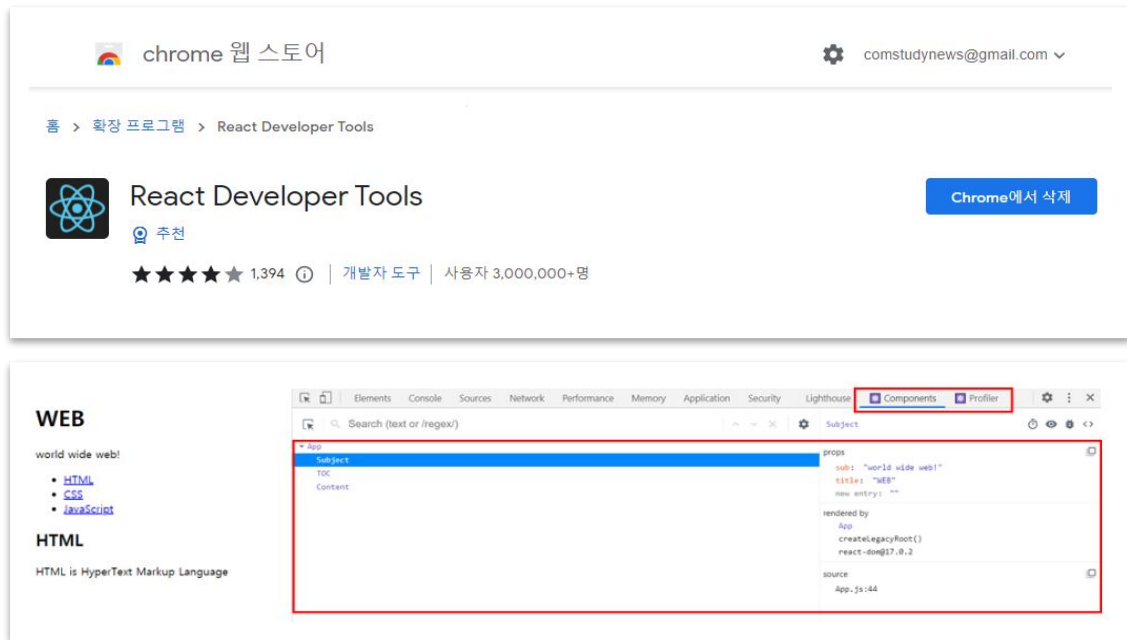 chrome 웹 스토어
comstudynews@gmail.com
홈 > 확장 프로그램 > React Developer Tools
React Developer Tools
Chrome에서 삭제
추천
1,394
개발자 도구
사용자 3,000,000+명
WEB
world wide web!
HTML
CSS
JavaScript
HTML
HTML is HyperText Markup Language
Elements Console Sources Network Performance Memory Application Security Lighthouse Components Profiler
Search (text or /regex/)
Subject
App
Subject
TOC
Content
props
sub: "world wide web!"
title: "WEB"
new entry: ""
rendered by
App
createLegacyRoot()
react-dom@17.0.2
source
App.js:44